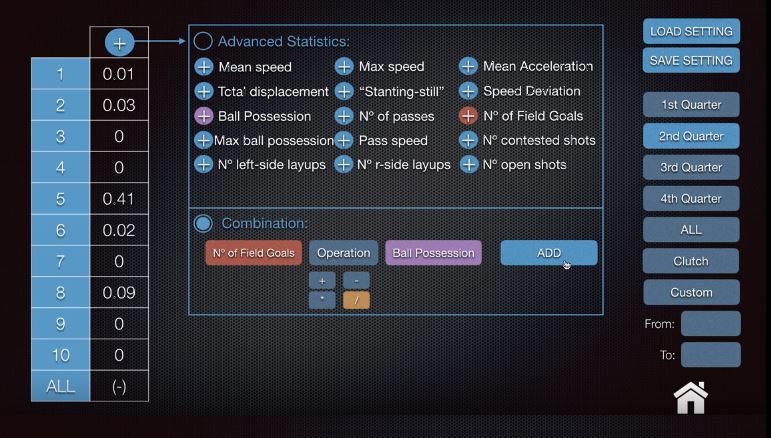 +
1 0.01
2 0.03
3 0
4 0
5 0.41
6 0.02
7 0
8 0.09
9 0
10 0
ALL (-)
Advanced Statistics:
+ Mean speed + Max speed + Mean Acceleration
+ Tcta' displacement + “Stanting-still” + Speed Deviation
+ Ball Possession + Nº of passes + Nº of Field Goals
+ Max ball possession + Pass speed + Nº contested shots
+ Nº left-side layups + Nº r-side layups + Nº open shots
Combination:
Nº of Field Goals Operation Ball Possession ADD
+ -
* /
LOAD SETTING
SAVE SETTING
1st Quarter
2nd Quarter
3rd Quarter
4th Quarter
ALL
Clutch
Custom
From:
To: